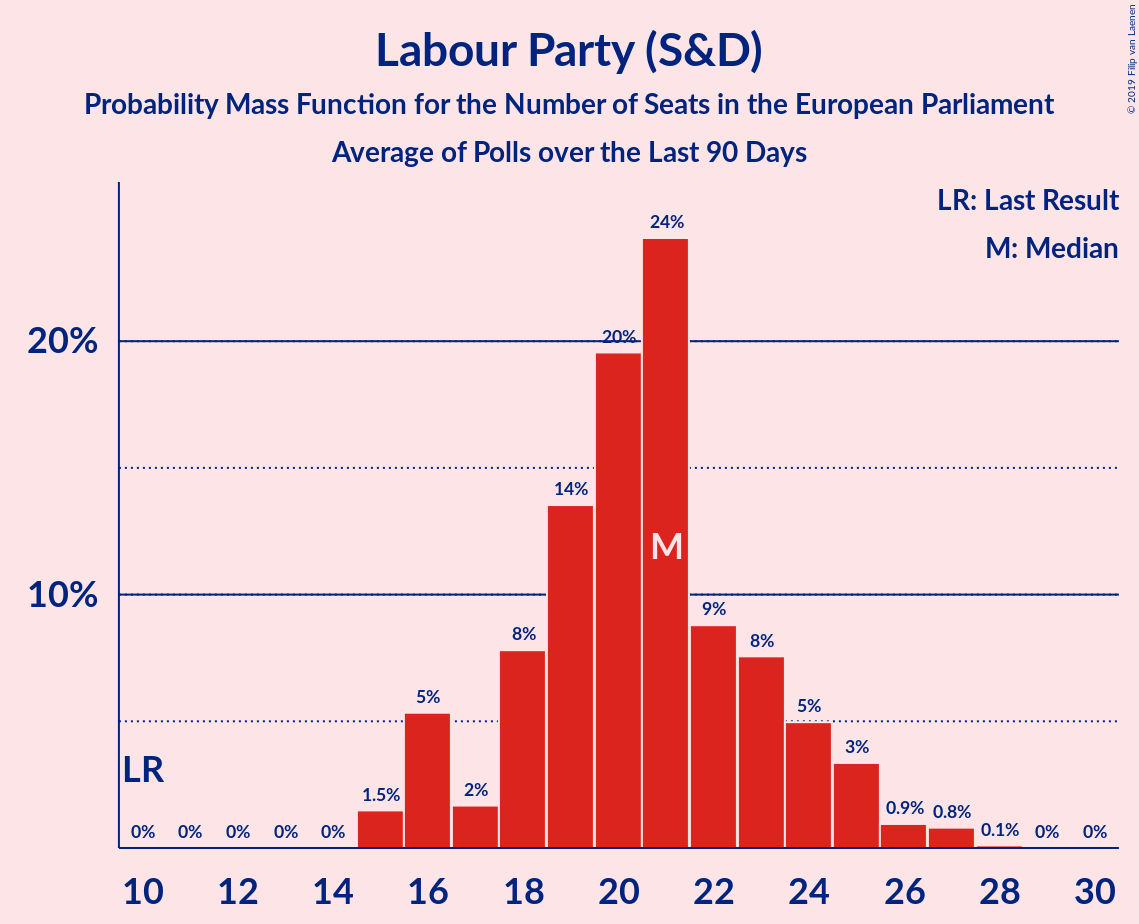 Labour Party (S&D)
Probability Mass Function for the Number of Seats in the European Parliament
Average of Polls over the Last 90 Days
© 2019 Filip van Laenen
LR: Last Result
M: Median
24%
20%
20%
14%
M
10%
9%
8%
8%
5%
5%
3%
LR
1.5%
2%
0.9%
0.8%
0.1%
0% 0% 0% 0% 0% 0% 0%
10 12 14 16 18 20 22 24 26 28 30